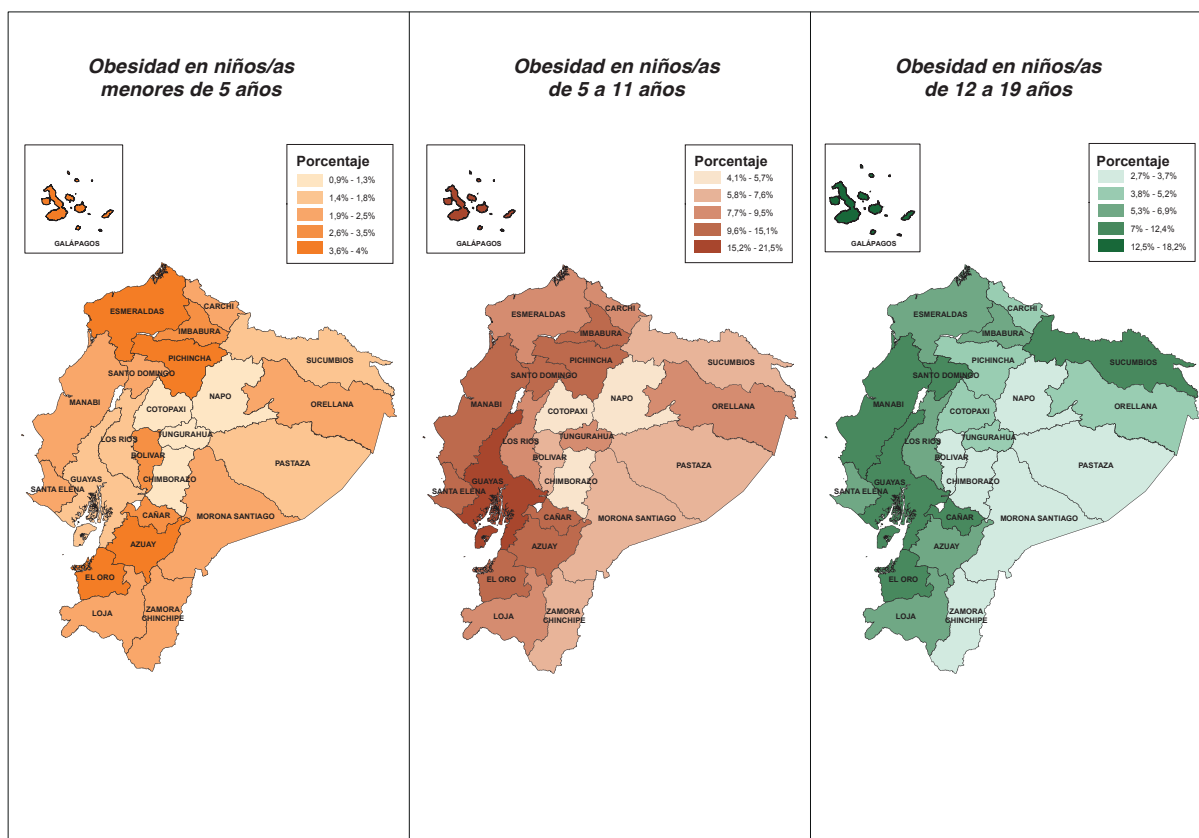 Obesidad en niños/as
menores de 5 años
GALÁPAGOS
Porcentaje
0,9% - 1,3%
1,4% - 1,8%
1,9% - 2,5%
2,6% - 3,5%
3,6% - 4%
CARCHI
ESMERALDAS
IMBABURA
PICHINCHA
SUCUMBIOS
SANTO DOMINGO
NAPO
MANABI
COTOPAXI
ORELLANA
TUNGURAHUA
LOS RIOS
BOLIVAR
PASTAZA
GUAYAS
CHIMBORAZO
SANTA ELENA
CAÑAR
MORONA SANTIAGO
AZUAY
EL ORO
LOJA
ZAMORA
CHINCHIPE
Obesidad en niños/as
de 5 a 11 años
GALÁPAGOS
Porcentaje
4,1% - 5,7%
5,8% - 7,6%
7,7% - 9,5%
9,6% - 15,1%
15,2% - 21,5%
CARCHI
ESMERALDAS
IMBABURA
PICHINCHA
SUCUMBIOS
SANTO DOMINGO
NAPO
MANABI
COTOPAXI
ORELLANA
TUNGURAHUA
LOS RIOS
BOLIVAR
PASTAZA
GUAYAS
CHIMBORAZO
SANTA ELENA
CAÑAR
MORONA SANTIAGO
AZUAY
EL ORO
LOJA
ZAMORA
CHINCHIPE
Obesidad en niños/as
de 12 a 19 años
GALÁPAGOS
Porcentaje
2,7% - 3,7%
3,8% - 5,2%
5,3% - 6,9%
7% - 12,4%
12,5% - 18,2%
CARCHI
ESMERALDAS
IMBABURA
PICHINCHA
SUCUMBIOS
SANTO DOMINGO
NAPO
MANABI
COTOPAXI
ORELLANA
TUNGURAHUA
LOS RIOS
BOLIVAR
PASTAZA
GUAYAS
CHIMBORAZO
SANTA ELENA
CAÑAR
MORONA SANTIAGO
AZUAY
EL ORO
LOJA
ZAMORA
CHINCHIPE